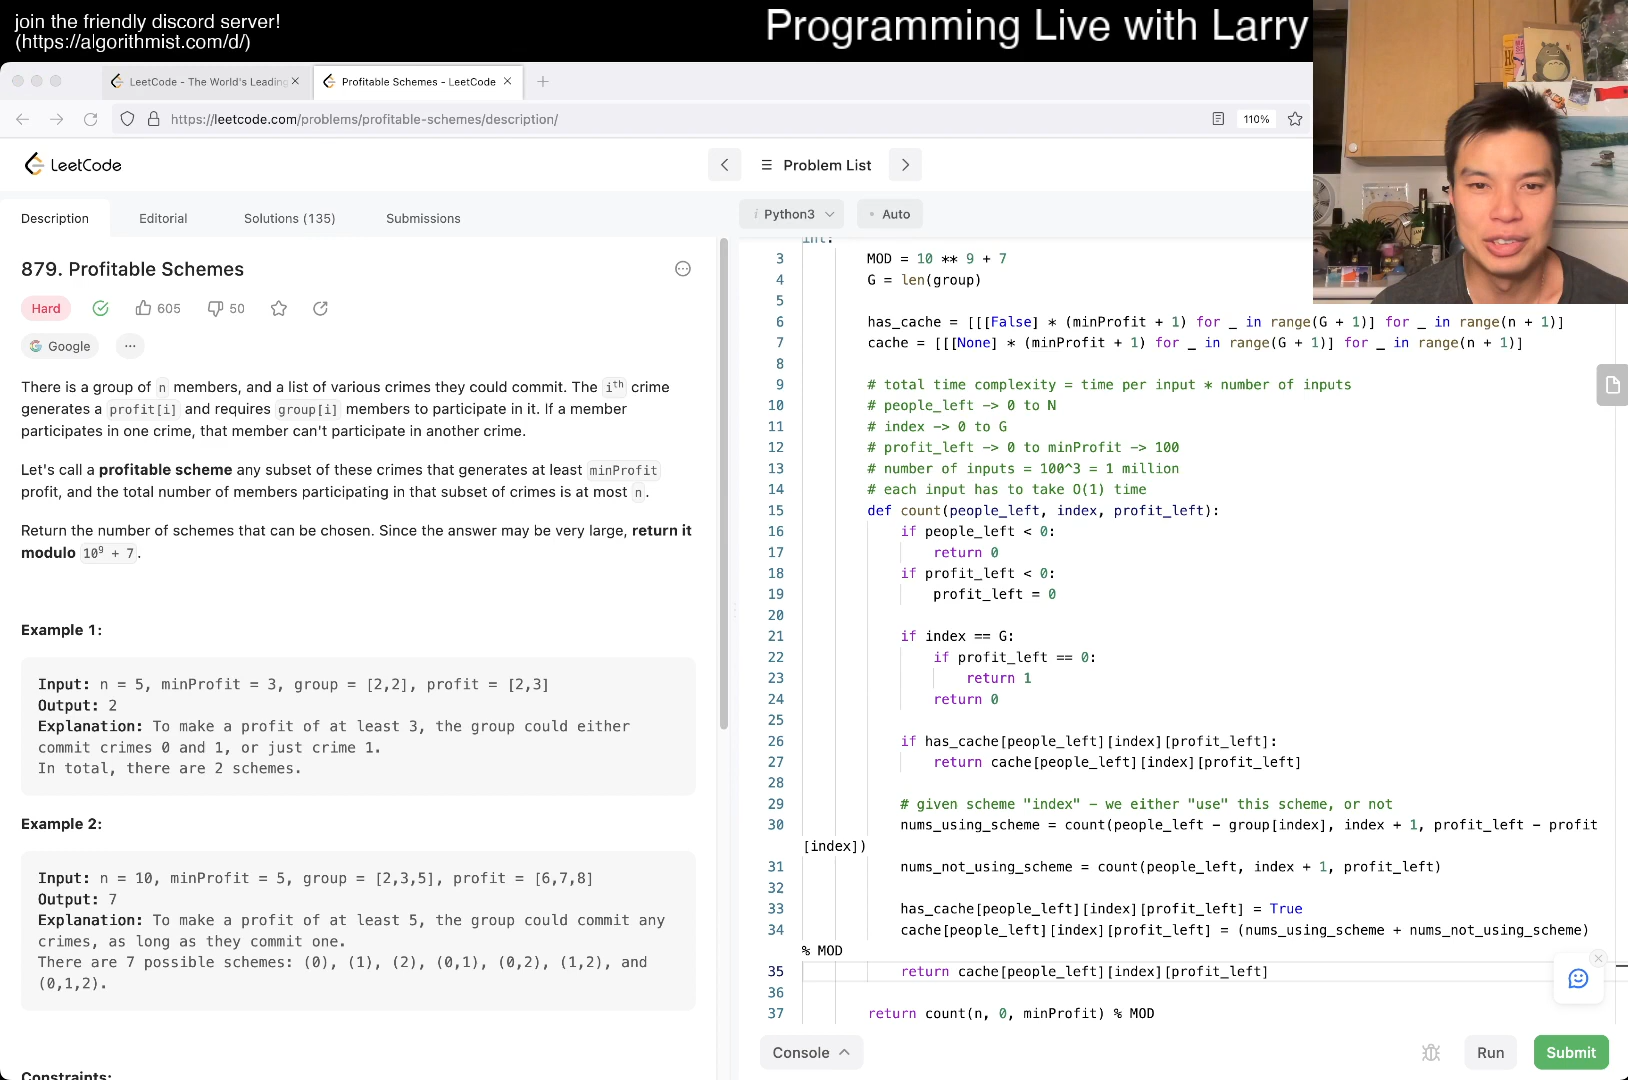 join the friendly discord server!
(https://algorithmist.com/d/)
Programming Live with Larry
LeetCode - The World's Leading
Profitable Schemes - LeetCode
https://leetcode.com/problems/profitable-schemes/description/
110%
LeetCode
Problem List
Description
Editorial
Solutions (135)
Submissions
i Python3
• Auto
879. Profitable Schemes
Hard
605
50
Google
There is a group of n members, and a list of various crimes they could commit. The ith crime
generates a profit[i] and requires group[i] members to participate in it. If a member
participates in one crime, that member can't participate in another crime.
Let's call a profitable scheme any subset of these crimes that generates at least minProfit
profit, and the total number of members participating in that subset of crimes is at most n.
Return the number of schemes that can be chosen. Since the answer may be very large, return it
modulo 10⁹ + 7.
Example 1:
Input: n = 5, minProfit = 3, group = [2,2], profit = [2,3]
Output: 2
Explanation: To make a profit of at least 3, the group could either
commit crimes 0 and 1, or just crime 1.
In total, there are 2 schemes.
Example 2:
Input: n = 10, minProfit = 5, group = [2,3,5], profit = [6,7,8]
Output: 7
Explanation: To make a profit of at least 5, the group could commit any
crimes, as long as they commit one.
There are 7 possible schemes: (0), (1), (2), (0,1), (0,2), (1,2), and
(0,1,2).
Constraints:
int:
3 MOD = 10 ** 9 + 7
4 G = len(group)
5
6 has_cache = [[[False] * (minProfit + 1) for _ in range(G + 1)] for _ in range(n + 1)]
7 cache = [[[None] * (minProfit + 1) for _ in range(G + 1)] for _ in range(n + 1)]
8
9 # total time complexity = time per input * number of inputs
10 # people_left -> 0 to N
11 # index -> 0 to G
12 # profit_left -> 0 to minProfit -> 100
13 # number of inputs = 100^3 = 1 million
14 # each input has to take O(1) time
15 def count(people_left, index, profit_left):
16 if people_left < 0:
17 return 0
18 if profit_left < 0:
19 profit_left = 0
20
21 if index == G:
22 if profit_left == 0:
23 return 1
24 return 0
25
26 if has_cache[people_left][index][profit_left]:
27 return cache[people_left][index][profit_left]
28
29 # given scheme "index" - we either "use" this scheme, or not
30 nums_using_scheme = count(people_left - group[index], index + 1, profit_left - profit
[index])
31 nums_not_using_scheme = count(people_left, index + 1, profit_left)
32
33 has_cache[people_left][index][profit_left] = True
34 cache[people_left][index][profit_left] = (nums_using_scheme + nums_not_using_scheme)
% MOD
35 return cache[people_left][index][profit_left]
36
37 return count(n, 0, minProfit) % MOD
Console
Run
Submit